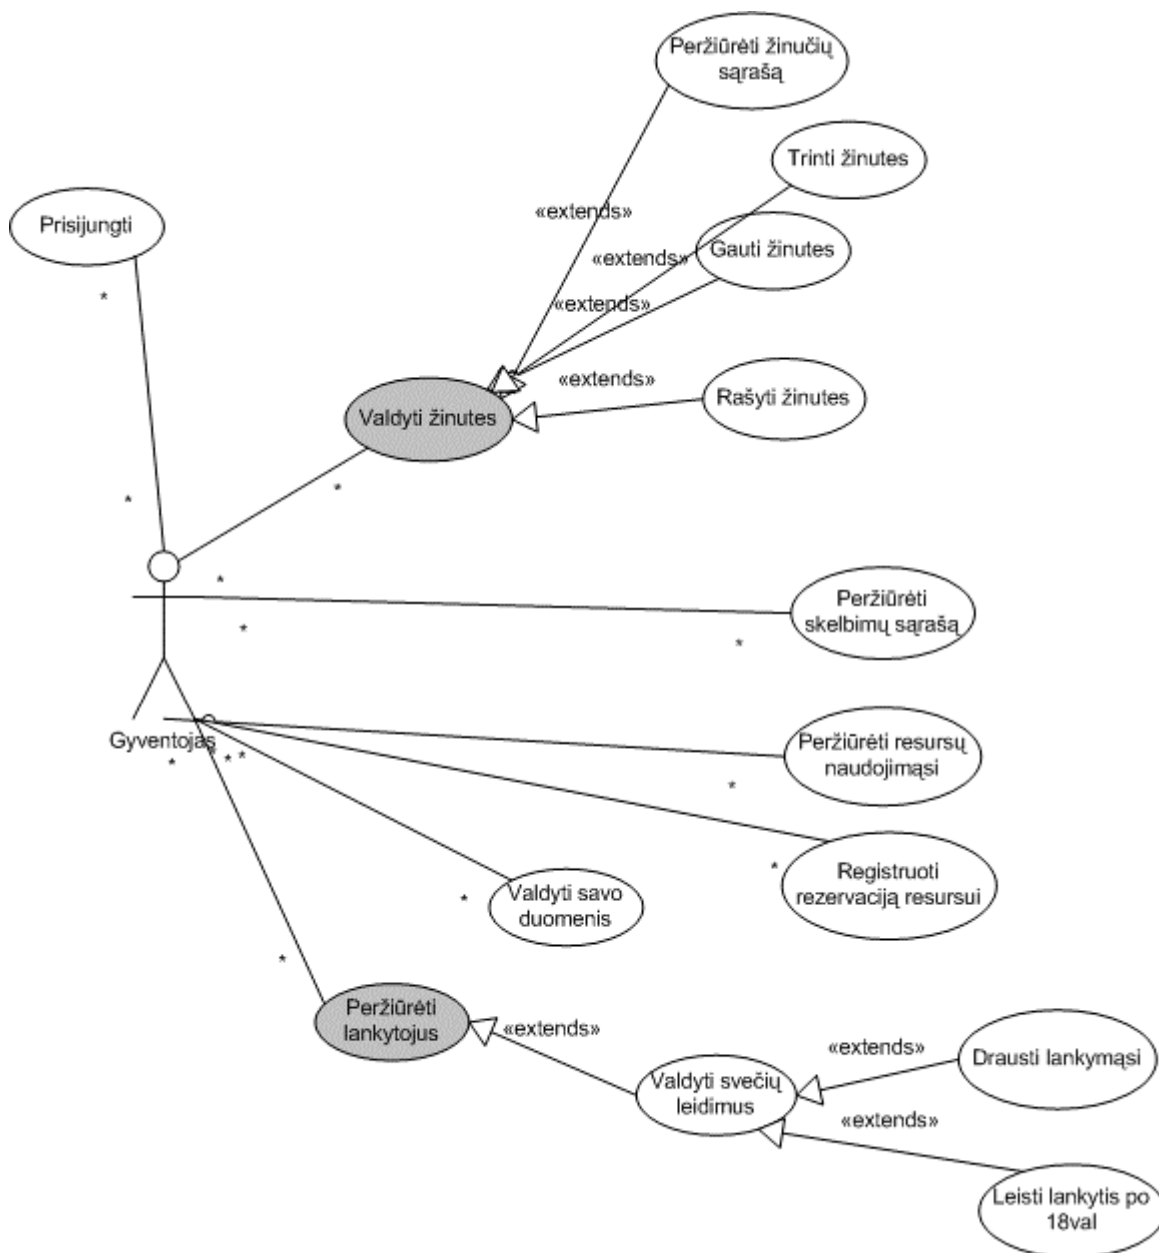 Peržiūrėti žinučių
sąrašą
Trinti žinutes
Prisijungti
«extends»
Gauti žinutes
«extends»
*
«extends»
«extends»
Rašyti žinutes
Valdyti žinutes
*
*
*
Peržiūrėti
skelbimų sąrašą
*
*
Gyventojas
Peržiūrėti resursų
naudojimąsi
* * *
*
Registruoti
rezervaciją resursui
*
Valdyti savo
duomenis
*
*
Peržiūrėti
lankytojus
«extends»
«extends»
Drausti lankymąsi
Valdyti svečių
leidimus
«extends»
Leisti lankytis po
18val